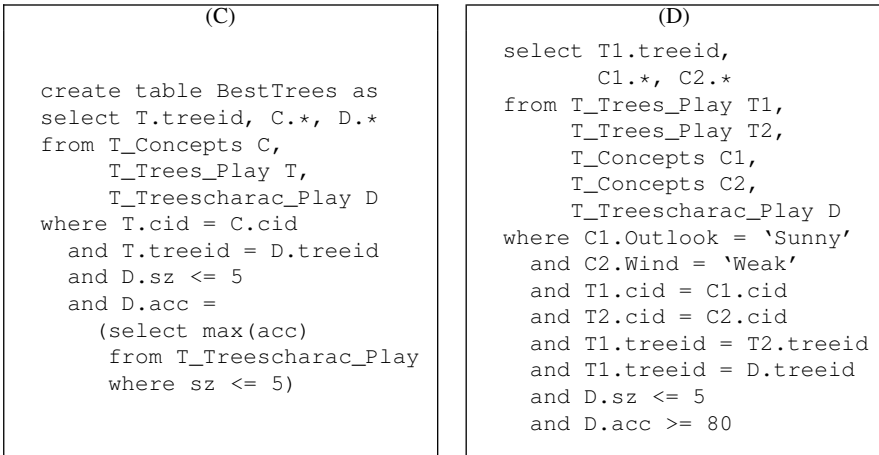 (C)
create table BestTrees as
select T.treeid, C.*, D.*
from T_Concepts C,
T_Trees_Play T,
T_Treescharac_Play D
where T.cid = C.cid
and T.treeid = D.treeid
and D.sz <= 5
and D.acc =
(select max(acc)
from T_Treescharac_Play
where sz <= 5)
(D)
select T1.treeid,
C1.*, C2.*
from T_Trees_Play T1,
T_Trees_Play T2,
T_Concepts C1,
T_Concepts C2,
T_Treescharac_Play D
where C1.Outlook = ‘Sunny’
and C2.Wind = ‘Weak’
and T1.cid = C1.cid
and T2.cid = C2.cid
and T1.treeid = T2.treeid
and T1.treeid = D.treeid
and D.sz <= 5
and D.acc >= 80